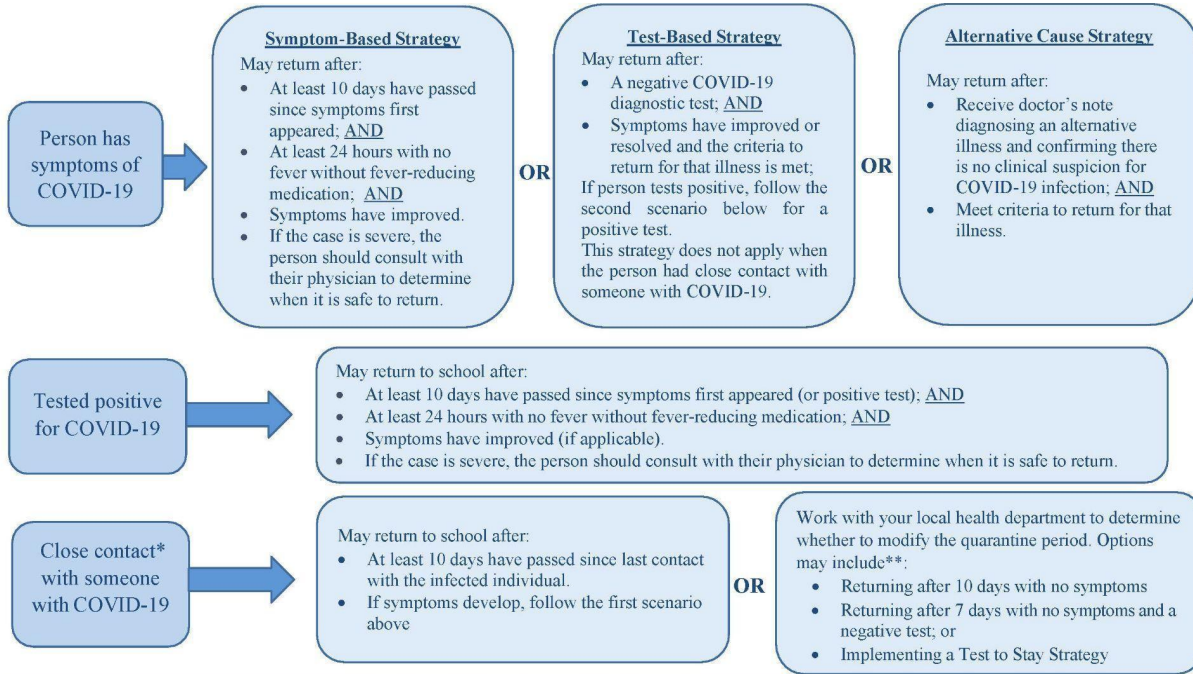 Person has
symptoms of
COVID-19
Symptom-Based Strategy
May return after:
• At least 10 days have passed
since symptoms first
appeared; AND
• At least 24 hours with no
fever without fever-reducing
medication; AND
• Symptoms have improved.
• If the case is severe, the
person should consult with
their physician to determine
when it is safe to return.
OR
Test-Based Strategy
May return after:
• A negative COVID-19
diagnostic test; AND
• Symptoms have improved or
resolved and the criteria to
return for that illness is met;
If person tests positive, follow the
second scenario below for a
positive test.
This strategy does not apply when
the person had close contact with
someone with COVID-19.
OR
Alternative Cause Strategy
May return after:
• Receive doctor's note
diagnosing an alternative
illness and confirming there
is no clinical suspicion for
COVID-19 infection; AND
• Meet criteria to return for that
illness.
Tested positive
for COVID-19
May return to school after:
• At least 10 days have passed since symptoms first appeared (or positive test); AND
• At least 24 hours with no fever without fever-reducing medication; AND
• Symptoms have improved (if applicable).
• If the case is severe, the person should consult with their physician to determine when it is safe to return.
Close contact*
with someone
with COVID-19
May return to school after:
• At least 10 days have passed since last contact
with the infected individual.
• If symptoms develop, follow the first scenario
above
OR
Work with your local health department to determine
whether to modify the quarantine period. Options
may include**:
• Returning after 10 days with no symptoms
• Returning after 7 days with no symptoms and a
negative test; or
• Implementing a Test to Stay Strategy